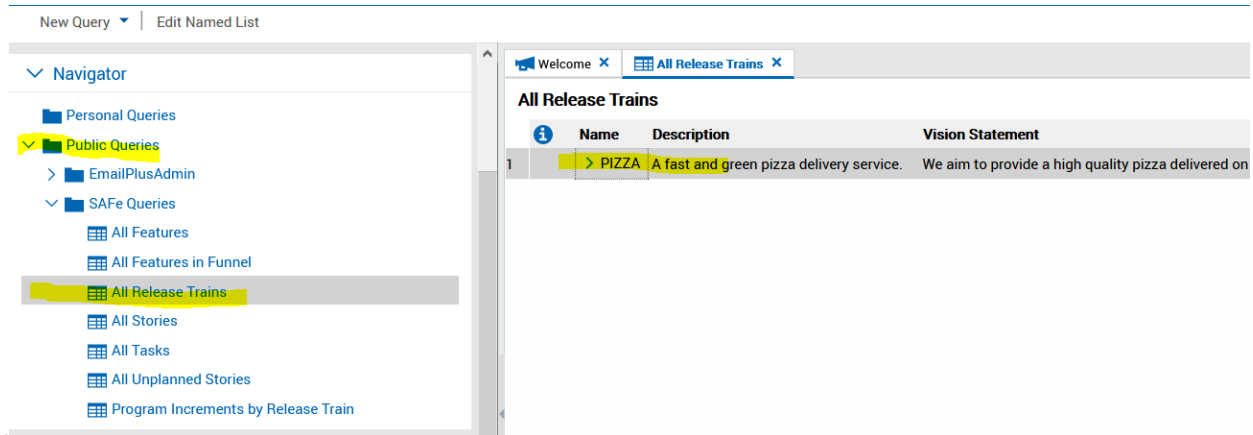 New Query Edit Named List
Navigator
Personal Queries
Public Queries
EmailPlusAdmin
SAFe Queries
All Features
All Features in Funnel
All Release Trains
All Stories
All Tasks
All Unplanned Stories
Program Increments by Release Train
Welcome All Release Trains
All Release Trains
Name Description Vision Statement
1 PIZZA A fast and green pizza delivery service. We aim to provide a high quality pizza delivered on